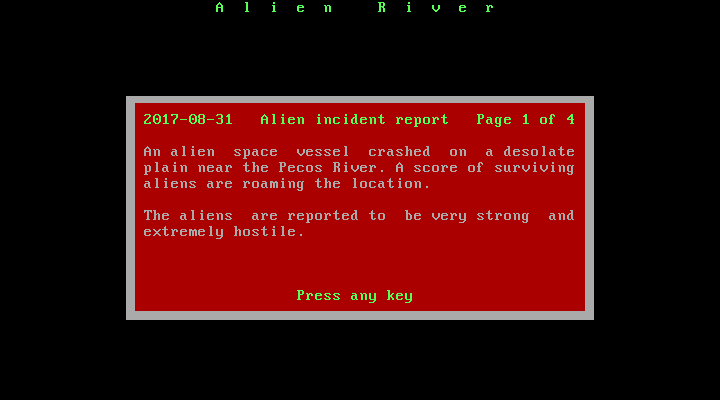 A l i e n   R i v e r
2017-08-31   Alien incident report   Page 1 of 4
An alien  space  vessel  crashed  on  a desolate
plain near the Pecos River. A score of surviving
aliens are roaming the location.
The aliens  are reported to  be very strong  and
extremely hostile.
Press any key